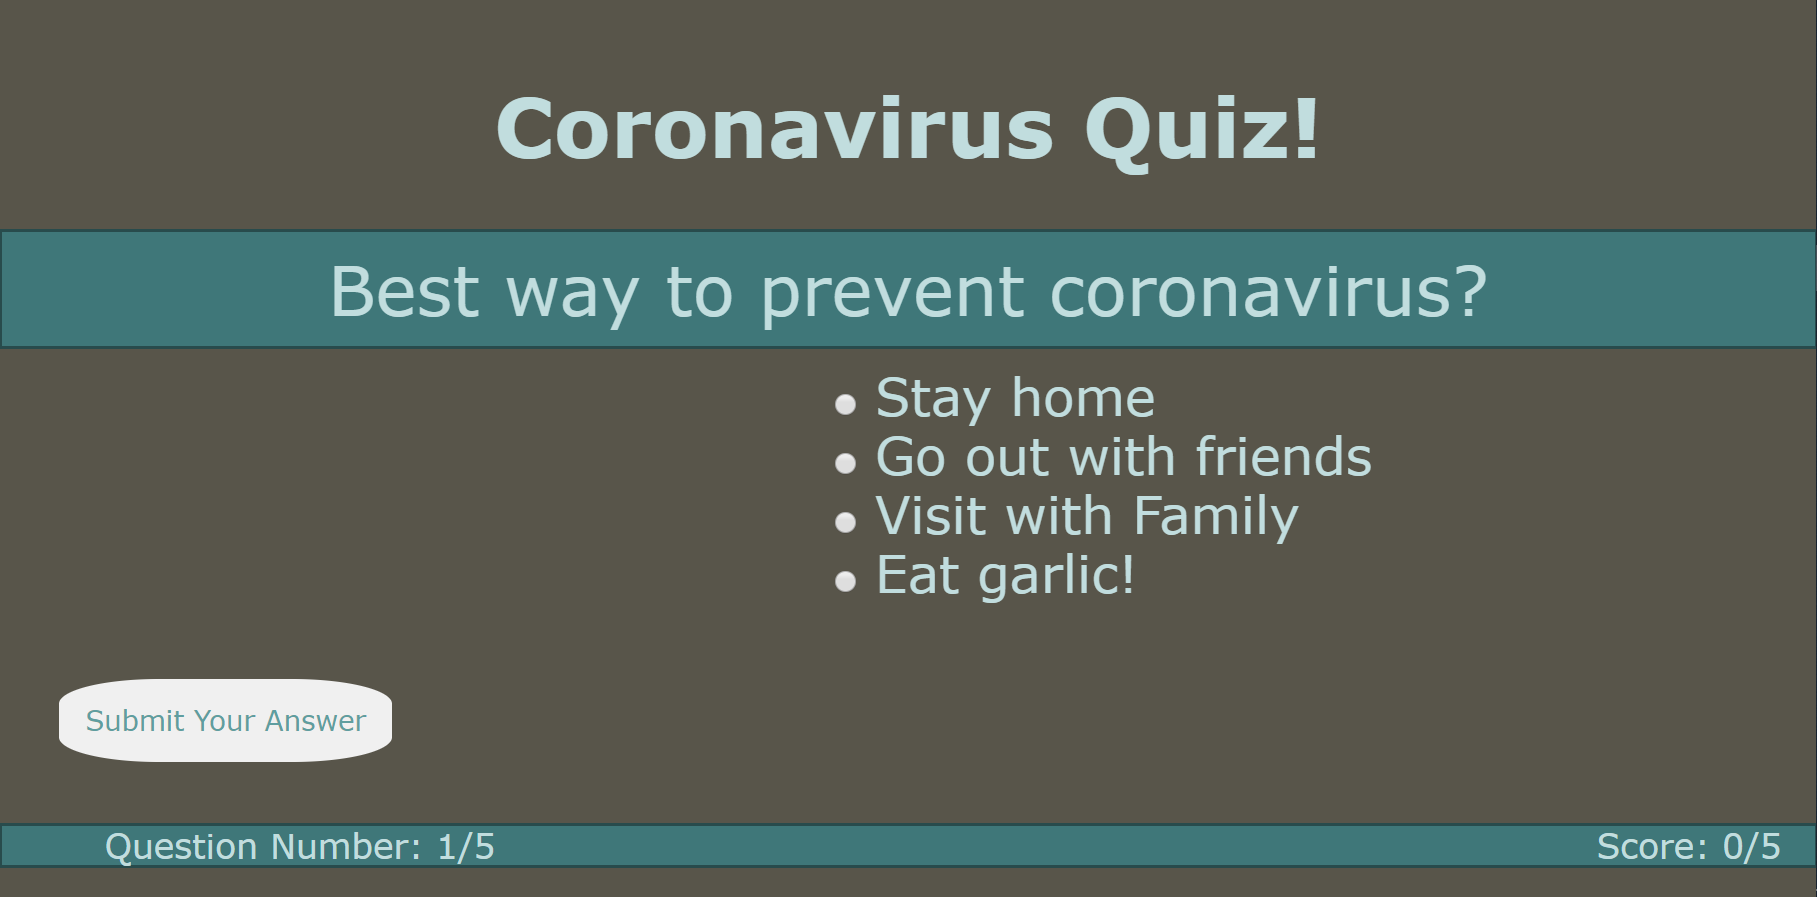 Coronavirus Quiz!
Best way to prevent coronavirus?
Stay home
Go out with friends
Visit with Family
Eat garlic!
Submit Your Answer
Question Number: 1/5
Score: 0/5